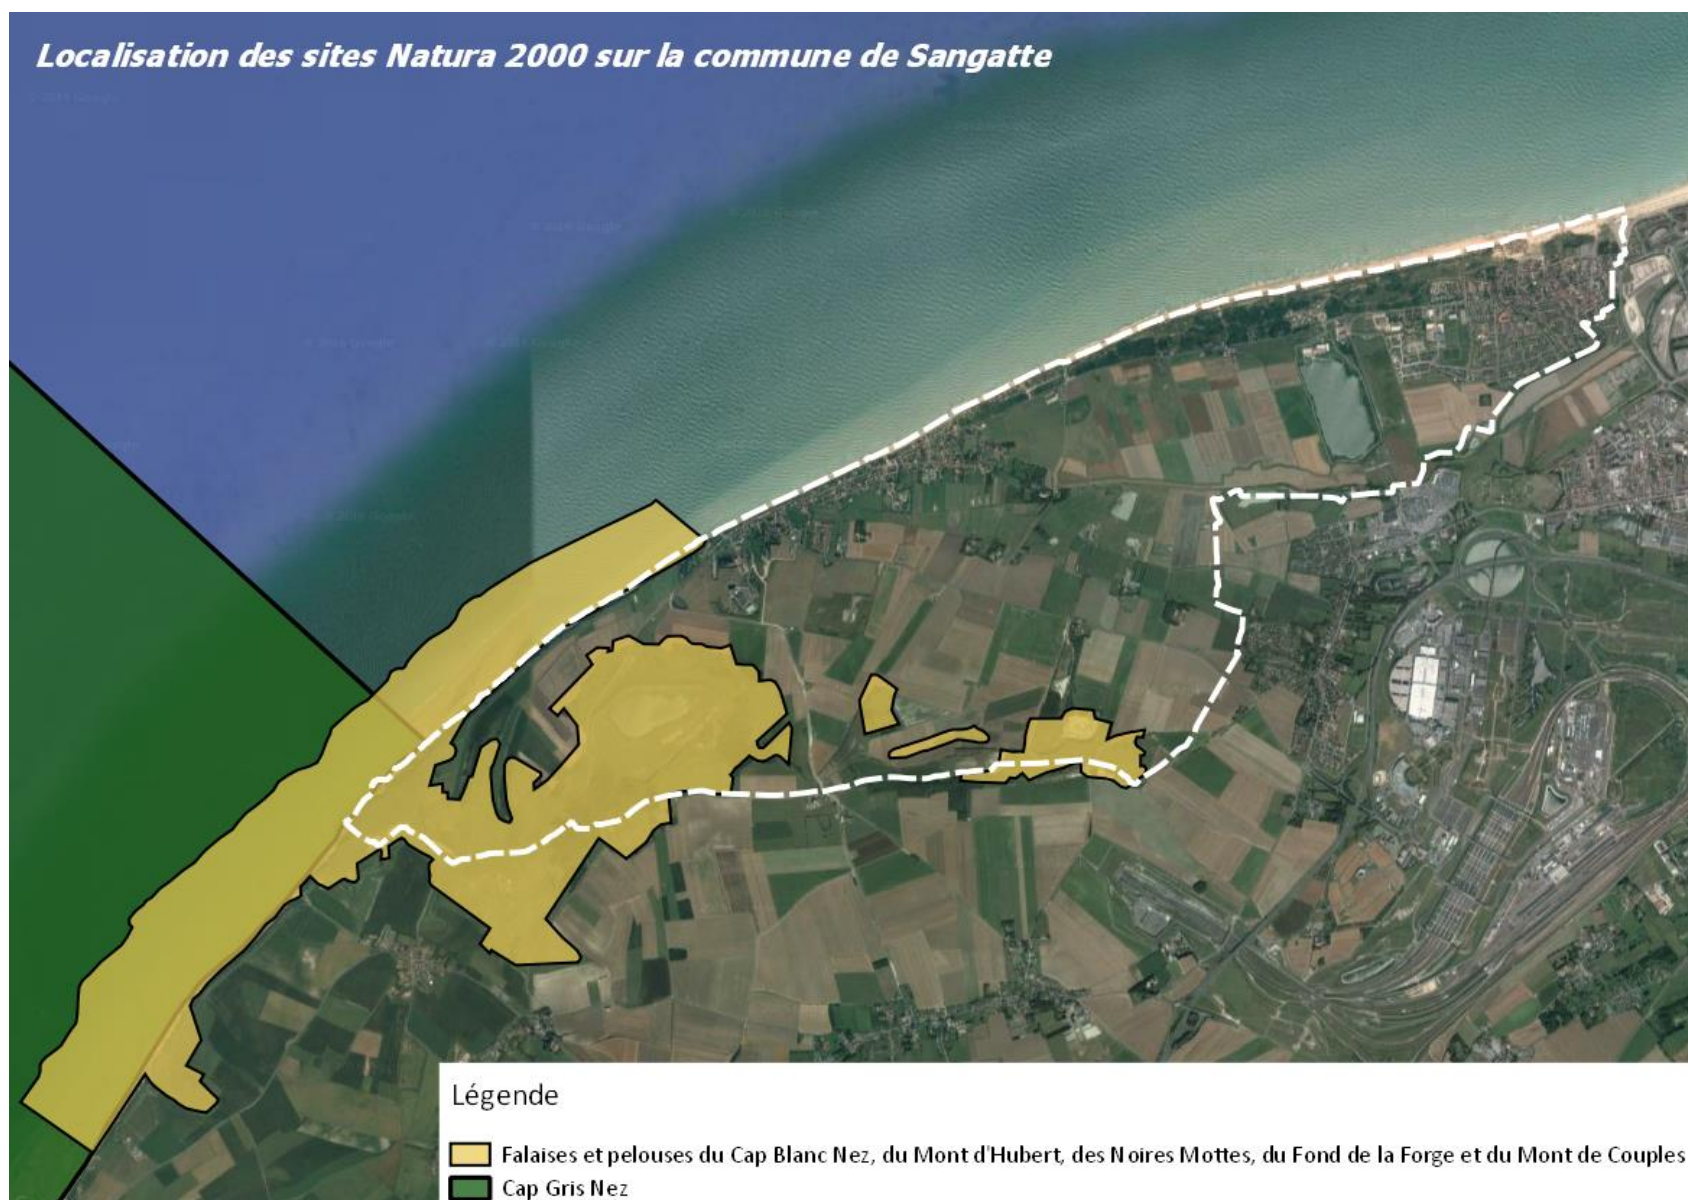 Localisation des sites Natura 2000 sur la commune de Sangatte
Légende
Falaises et pelouses du Cap Blanc Nez, du Mont d'Hubert, des Noires Mottes, du Fond de la Forge et du Mont de Couples
Cap Gris Nez